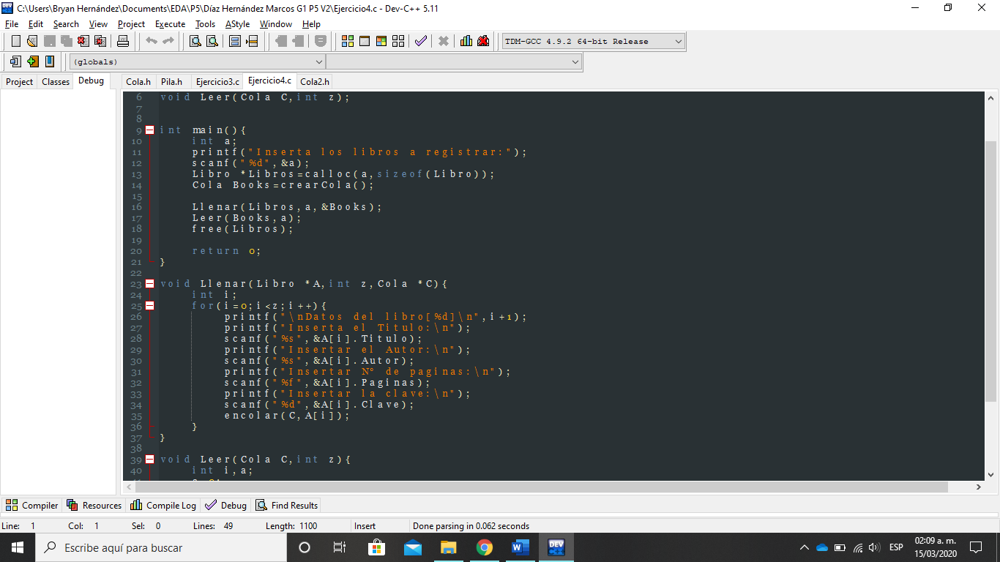 C:\Users\Bryan Hernández\Documents\EDA\P5\Díaz Hernández Marcos G1 P5 V2\Ejercicio4.c - Dev-C++ 5.11
File Edit Search View Project Execute Tools AStyle Window Help
TDM-GCC 4.9.2 64-bit Release
(globals)
Project Classes Debug Cola.h Pila.h Ejercicio3.c Ejercicio4.c Cola2.h
6 void Leer(Cola C,int z);
7
8
9 int main(){
10 int a;
11 printf("Inserta los libros a registrar:");
12 scanf("%d",&a);
13 Libro *Libros=calloc(a,sizeof(Libro));
14 Cola Books=crearCola();
15
16 Llenar(Libros,a,&Books);
17 Leer(Books,a);
18 free(Libros);
19
20 return 0;
21 }
22
23 void Llenar(Libro *A,int z,Cola *C){
24 int i;
25 for(i=0;i<z;i++){
26 printf("\nDatos del libro[%d]\n",i+1);
27 printf("Inserta el Titulo:\n");
28 scanf("%s",&A[i].Titulo);
29 printf("Insertar el Autor:\n");
30 scanf("%s",&A[i].Autor);
31 printf("Insertar N° de paginas:\n");
32 scanf("%f",&A[i].Paginas);
33 printf("Insertar la clave:\n");
34 scanf("%d",&A[i].Clave);
35 encolar(C,A[i]);
36 }
37 }
38
39 void Leer(Cola C,int z){
40 int i,a;
Compiler Resources Compile Log Debug Find Results
Line: 1 Col: 1 Sel: 0 Lines: 49 Length: 1100 Insert Done parsing in 0.062 seconds
Escribe aquí para buscar
ESP
02:09 a. m.
15/03/2020